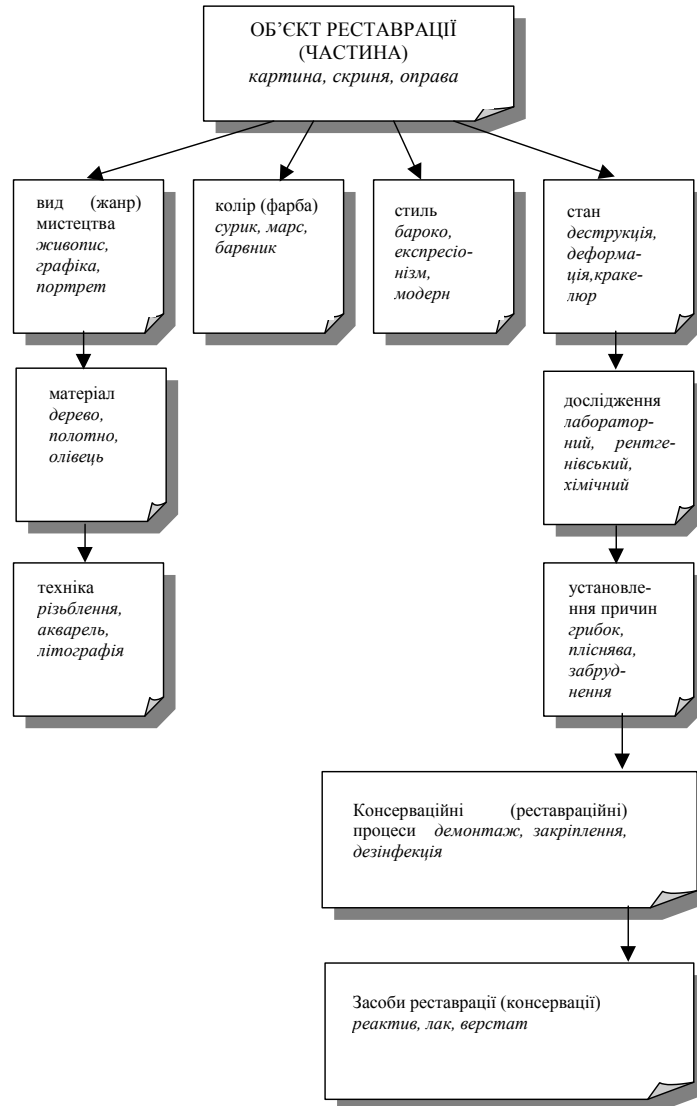 ОБ’ЄКТ РЕСТАВРАЦІЇ
(ЧАСТИНА)
картина, скриня, оправа
вид (жанр)
мистецтва
живопис,
графіка,
портрет
колір (фарба)
сурик, марс,
барвник
стиль
бароко,
експресіо-
нізм,
модерн
стан
деструкція,
деформа-
ція,краке-
люр
матеріал
дерево,
полотно,
олівець
дослідження
лаборатор-
ний, рентге-
нівський,
хімічний
техніка
різьблення,
акварель,
літографія
установле-
ення причин
грибок,
пліснява,
забруд-
нення
Консерваційні (реставраційні)
процеси демонтаж, закріплення,
дезінфекція
Засоби реставрації (консервації)
реактив, лак, верстат